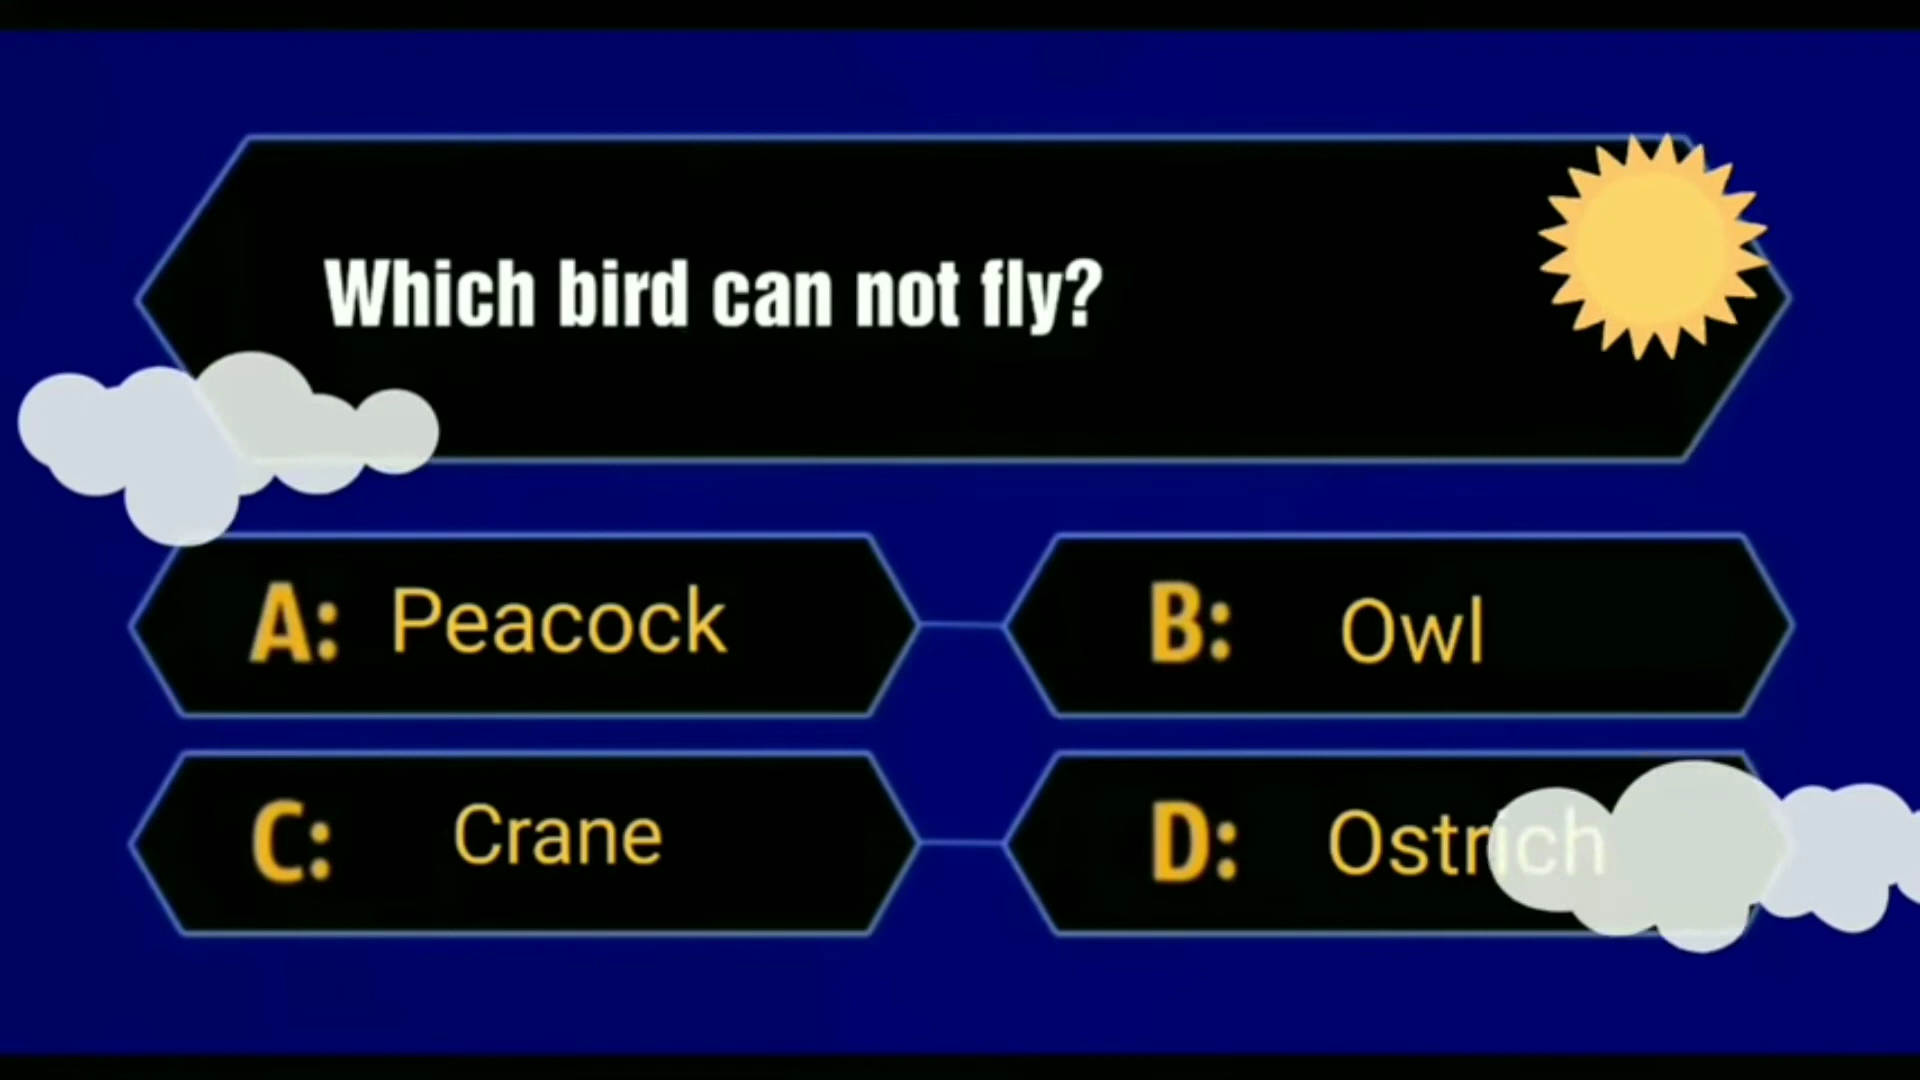 Which bird can not fly?
A: Peacock
B: Owl
C: Crane
D: Ostrich